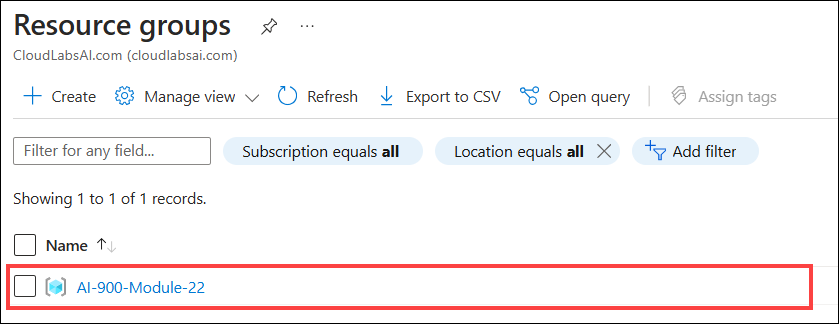 Resource groups
CloudLabsAI.com (cloudlabsai.com)
Create Manage view Refresh Export to CSV Open query Assign tags
Filter for any field... Subscription equals all Location equals all Add filter
Showing 1 to 1 of 1 records.
Name
AI-900-Module-22